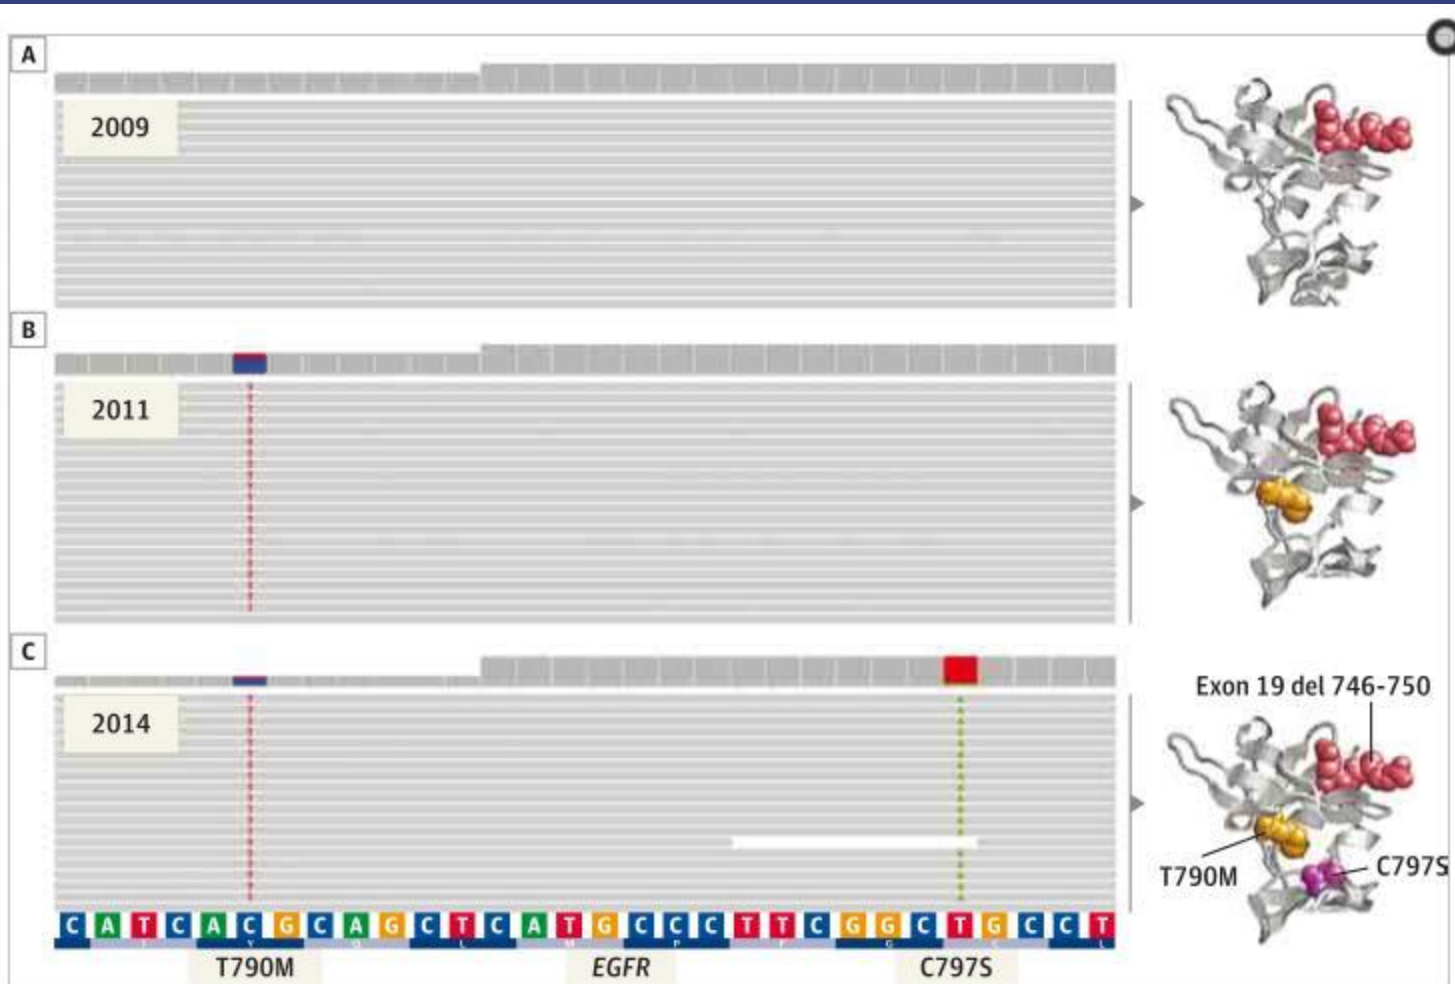 A
2009
B
2011
C
2014
Exon 19 del 746-750
T790M
C797S
C A T C A C G C A G C T C A T G C C C T T C G G C T G C C T
T790M
EGFR
C797S